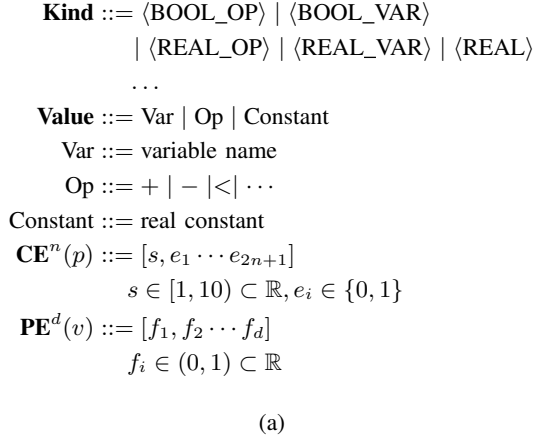 Kind ::= ⟨BOOL_OP⟩ | ⟨BOOL_VAR⟩
| ⟨REAL_OP⟩ | ⟨REAL_VAR⟩ | ⟨REAL⟩
...
Value ::= Var | Op | Constant
Var ::= variable name
Op ::= + | − |<| ···
Constant ::= real constant
CEⁿ(p) ::= [s, e₁ ··· e₂ₙ₊₁]
s ∈ [1, 10) ⊂ ℝ, eᵢ ∈ {0, 1}
PEᵈ(v) ::= [f₁, f₂ ··· f_d]
fᵢ ∈ (0, 1) ⊂ ℝ
(a)